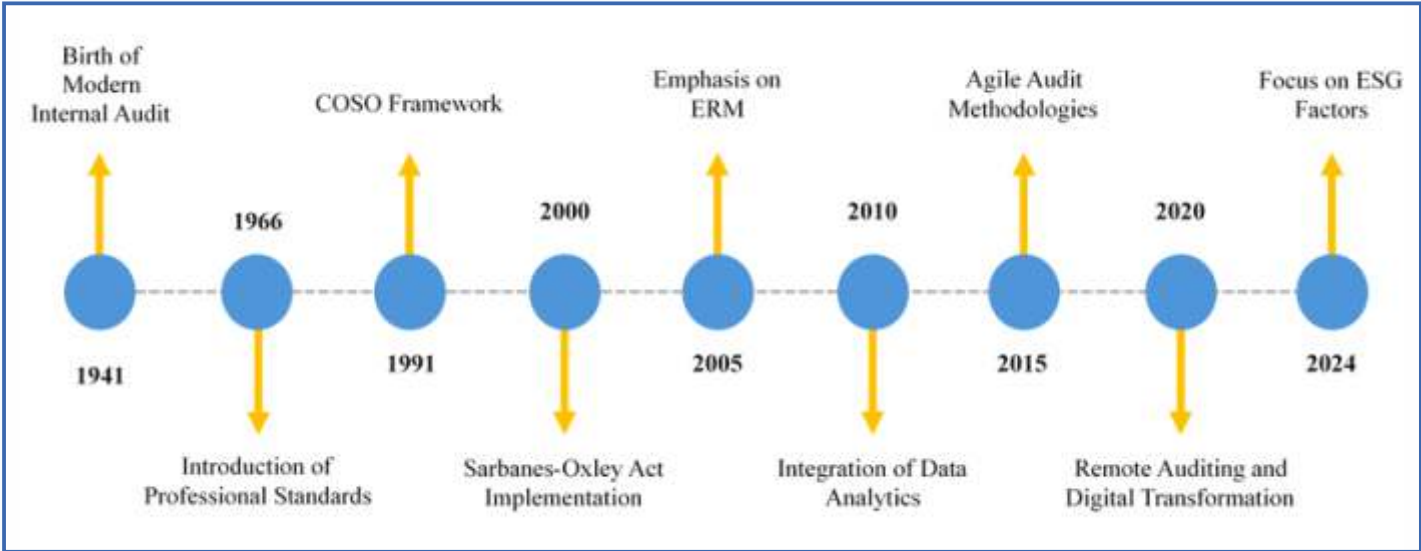 Birth of
Modern
Internal Audit
COSO Framework
Emphasis on
ERM
Agile Audit
Methodologies
Focus on ESG
Factors
1966
2000
2010
2020
1941
1991
2005
2015
2024
Introduction of
Professional Standards
Sarbanes-Oxley Act
Implementation
Integration of Data
Analytics
Remote Auditing and
Digital Transformation